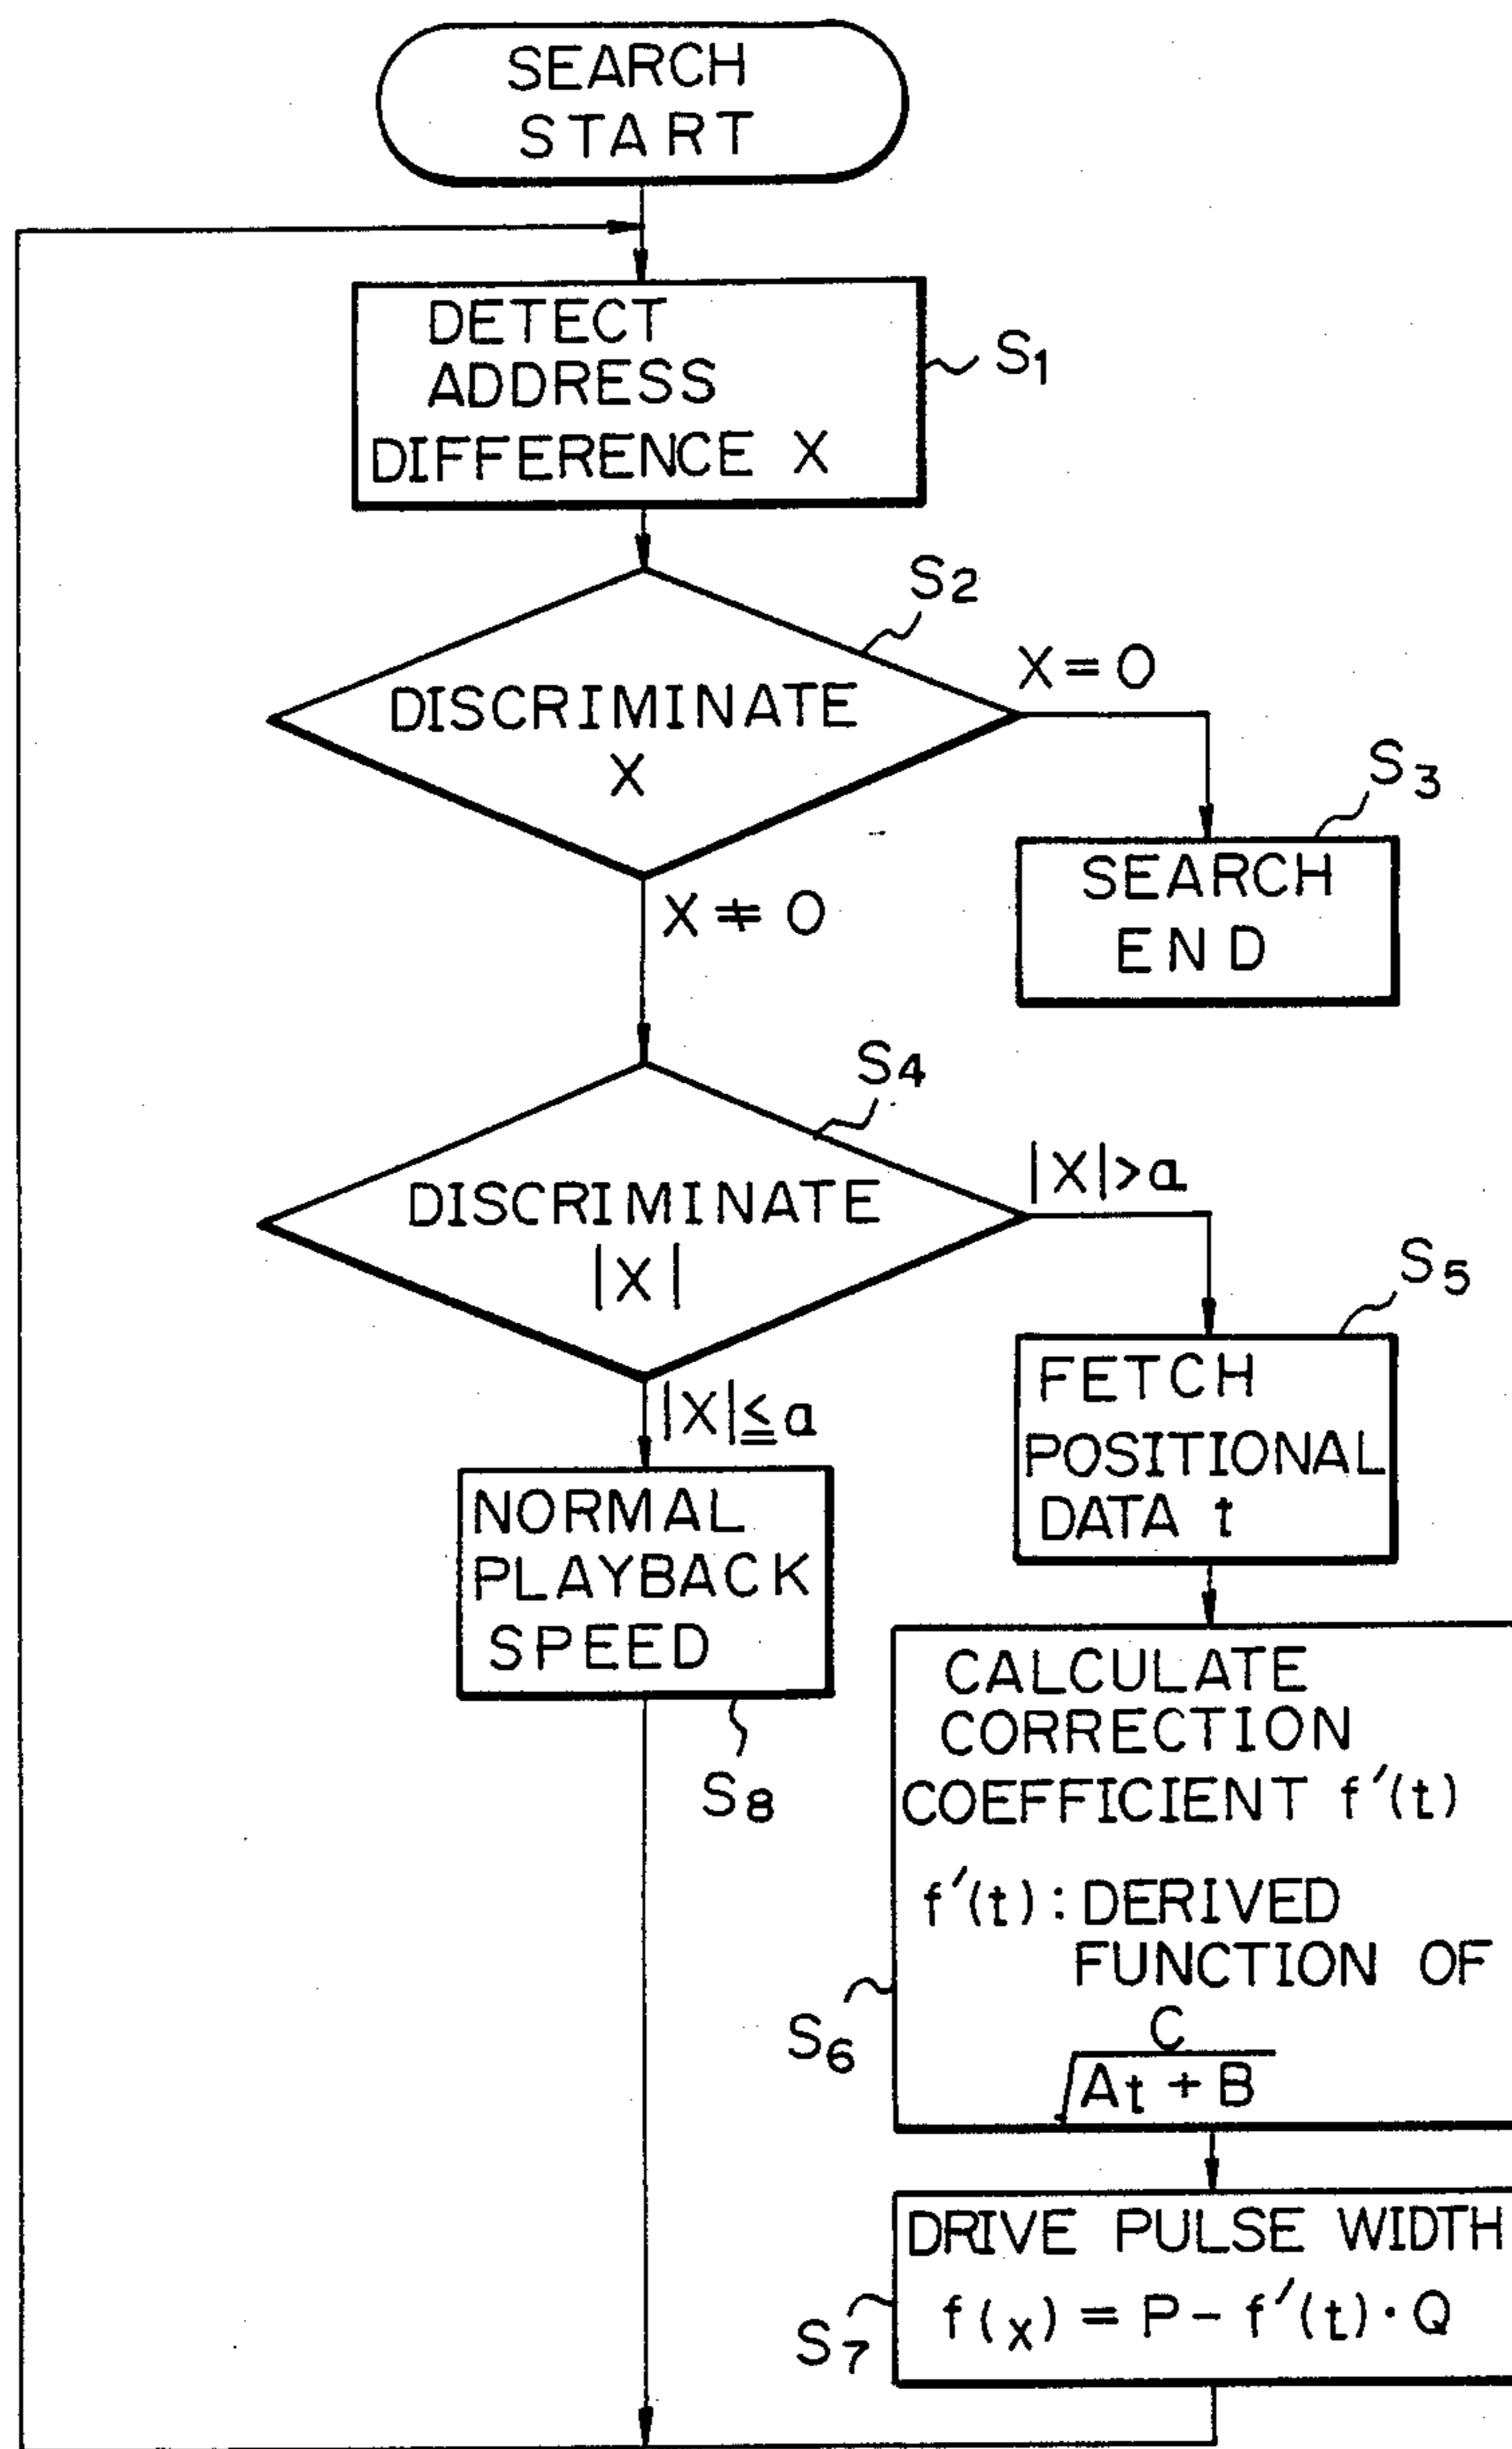 SEARCH
START
DETECT
ADDRESS
DIFFERENCE X
S1
S2
X = 0
DISCRIMINATE
X
S3
SEARCH
END
X ≠ 0
S4
|X|>a
DISCRIMINATE
|X|
S5
FETCH
POSITIONAL
DATA t
|X|≦a
NORMAL
PLAYBACK
SPEED
S8
CALCULATE
CORRECTION
COEFFICIENT f′(t)
f′(t) : DERIVED
FUNCTION OF
C
√At + B
S6
DRIVE PULSE WIDTH
f(x) = P – f′(t) · Q
S7